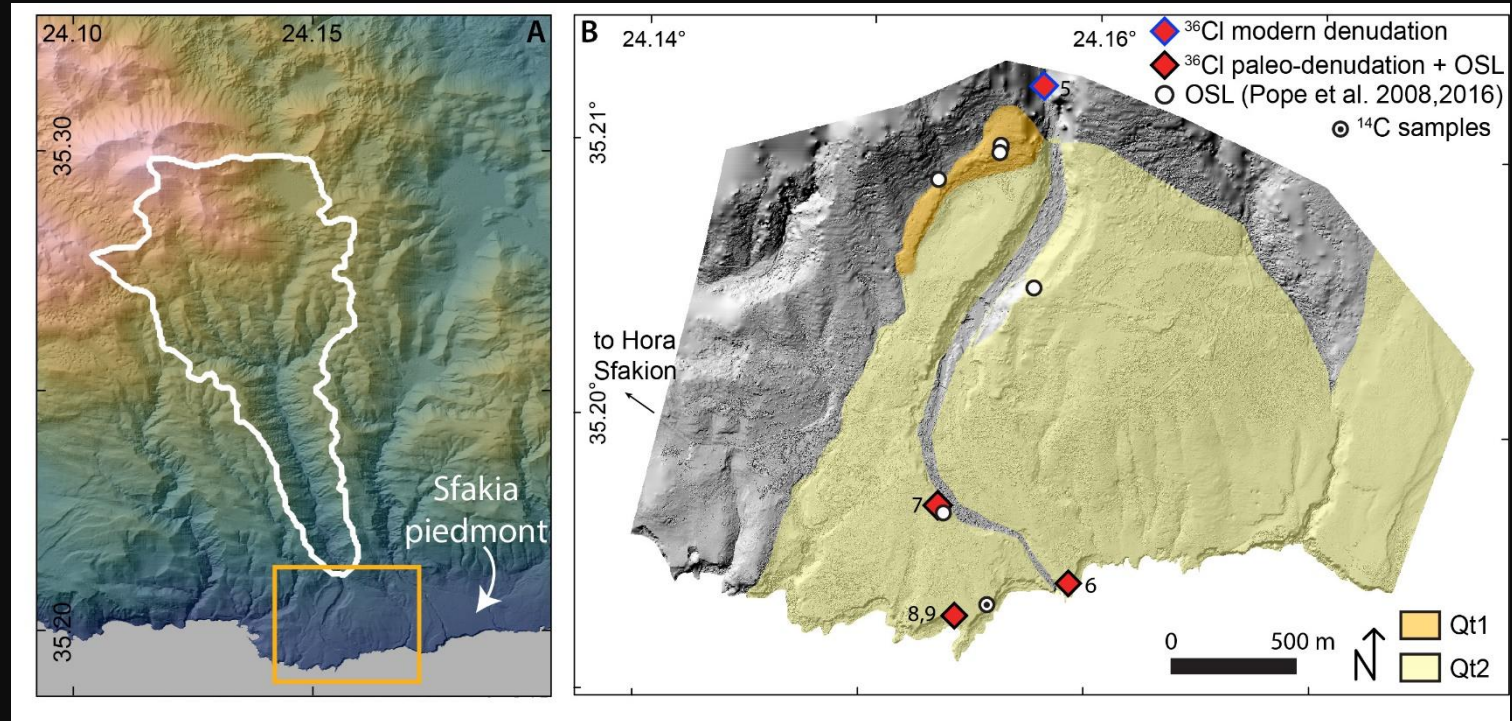 24.10
24.15
A
35.30
35.20
Sfakia
piedmont
B
24.14°
24.16°
35.21°
35.20°
³⁶Cl modern denudation
³⁶Cl paleo-denudation + OSL
OSL (Pope et al. 2008,2016)
¹⁴C samples
5
to Hora
Sfakion
7
6
8,9
0 500 m
N
Qt1
Qt2